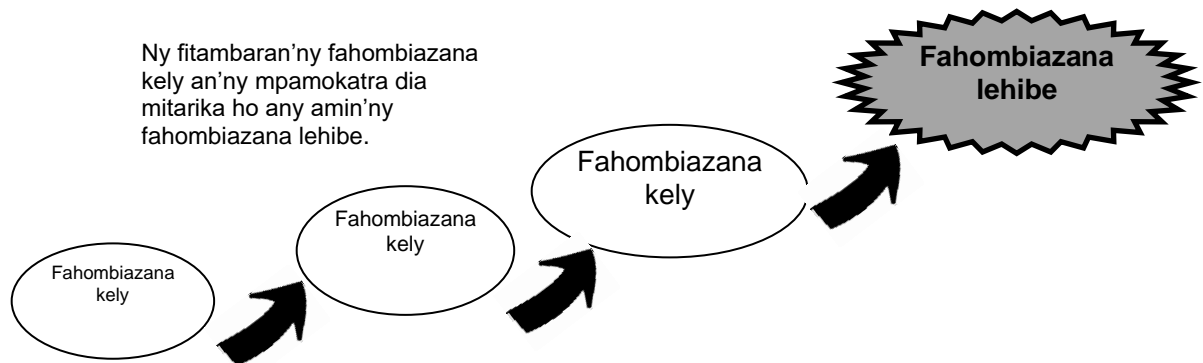 Ny fitambaran’ny fahombiazana
kely an’ny mpamokatra dia
mitarika ho any amin’ny
fahombiazana lehibe.
Fahombiazana
lehibe
Fahombiazana
kely
Fahombiazana
kely
Fahombiazana
kely